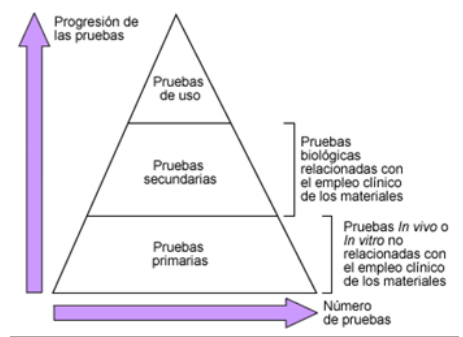 Progresión de
las pruebas
Pruebas
de uso
Pruebas
secundarias
Pruebas
biológicas
relacionadas con
el empleo clínico
de los materiales
Pruebas
primarias
Pruebas In vivo o
In vitro no
relacionadas con
el empleo clínico
de los materiales
Número
de pruebas